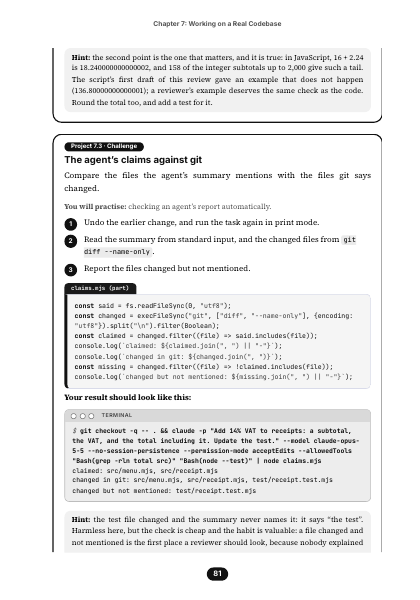 Chapter 7: Working on a Real Codebase
Hint: the second point is the one that matters, and it is true: in JavaScript, 16 + 2.24
is 18.240000000000002, and 158 of the integer subtotals up to 2,000 give such a tail.
The script's first draft of this review gave an example that does not happen
(136.80000000000001); a reviewer's example deserves the same check as the code.
Round the total too, and add a test for it.
Project 7.3 · Challenge
The agent's claims against git
Compare the files the agent's summary mentions with the files git says
changed.
You will practise: checking an agent's report automatically.
1 Undo the earlier change, and run the task again in print mode.
2 Read the summary from standard input, and the changed files from git
diff --name-only.
3 Report the files changed but not mentioned.
claims.mjs (part)
const said = fs.readFileSync(0, "utf8");
const changed = execFileSync("git", ["diff", "--name-only"], {encoding:
"utf8"}).split("\n").filter(Boolean);
const claimed = changed.filter((file) => said.includes(file));
console.log(`claimed: ${claimed.join(", ") || "-"}`);
console.log(`changed in git: ${changed.join(", ")}`);
const missing = changed.filter((file) => !claimed.includes(file));
console.log(`changed but not mentioned: ${missing.join(", ") || "-"}`);
Your result should look like this:
TERMINAL
$ git checkout -q -- . && claude -p "Add 14% VAT to receipts: a subtotal,
the VAT, and the total including it. Update the test." --model claude-opus-
5-5 --no-session-persistence --permission-mode acceptEdits --allowedTools
"Bash(grep -rln total src)" "Bash(node --test)" | node claims.mjs
claimed: src/menu.mjs, src/receipt.mjs
changed in git: src/menu.mjs, src/receipt.mjs, test/receipt.test.mjs
changed but not mentioned: test/receipt.test.mjs
Hint: the test file changed and the summary never names it: it says "the test".
Harmless here, but the check is cheap and the habit is valuable: a file changed and
not mentioned is the first place a reviewer should look, because nobody explained
81